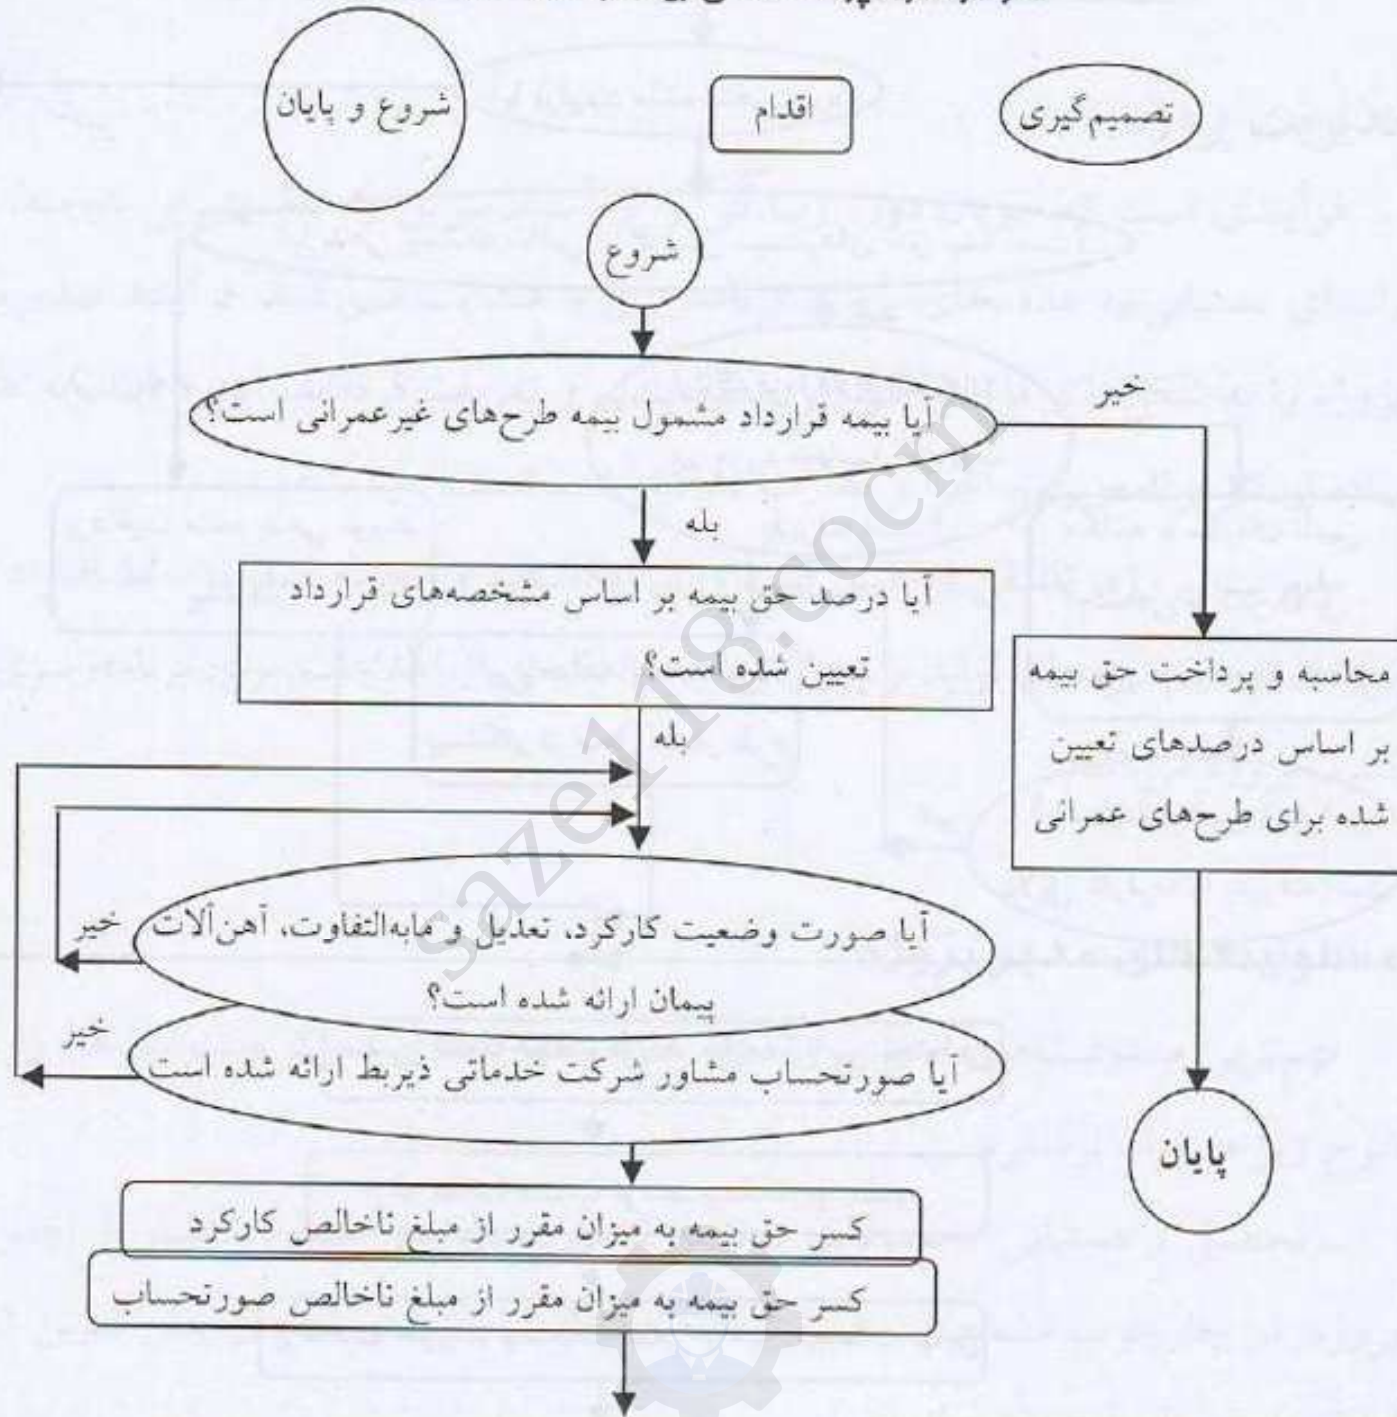 تصمیم‌گیری
اقدام
شروع و پایان
شروع
آیا بیمه قرارداد مشمول بیمه طرح‌های غیرعمرانی است؟
خیر
بله
آیا درصد حق بیمه بر اساس مشخصه‌های قرارداد
تعیین شده است؟
محاسبه و پرداخت حق بیمه
بر اساس درصدهای تعیین
شده برای طرح‌های عمرانی
بله
آیا صورت وضعیت کارکرد، تعدیل و مابه‌التفاوت، آهن‌آلات
پیمان ارائه شده است؟
خیر
آیا صورتحساب مشاور شرکت خدماتی ذیربط ارائه شده است
خیر
پایان
کسر حق بیمه به میزان مقرر از مبلغ ناخالص کارکرد
کسر حق بیمه به میزان مقرر از مبلغ ناخالص صورتحساب
saze118.cocm